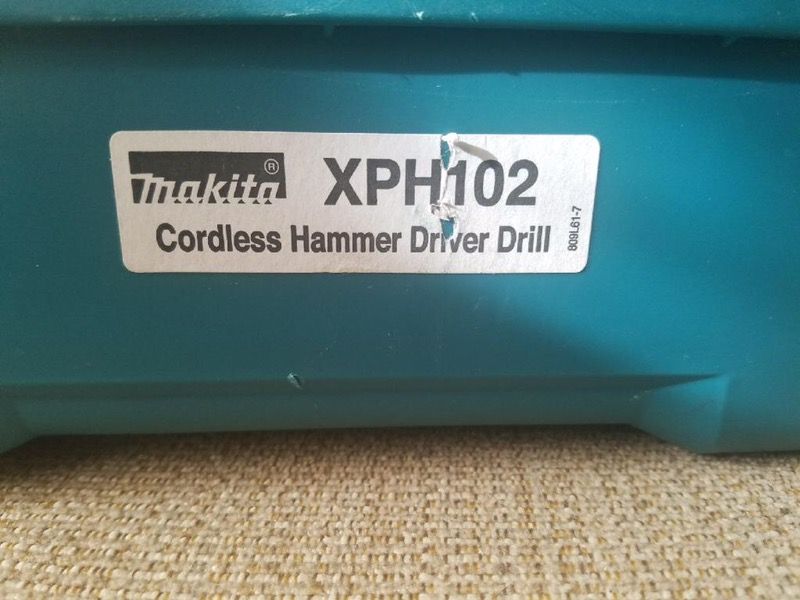 makita® XPH102
Cordless Hammer Driver Drill
809L61-7